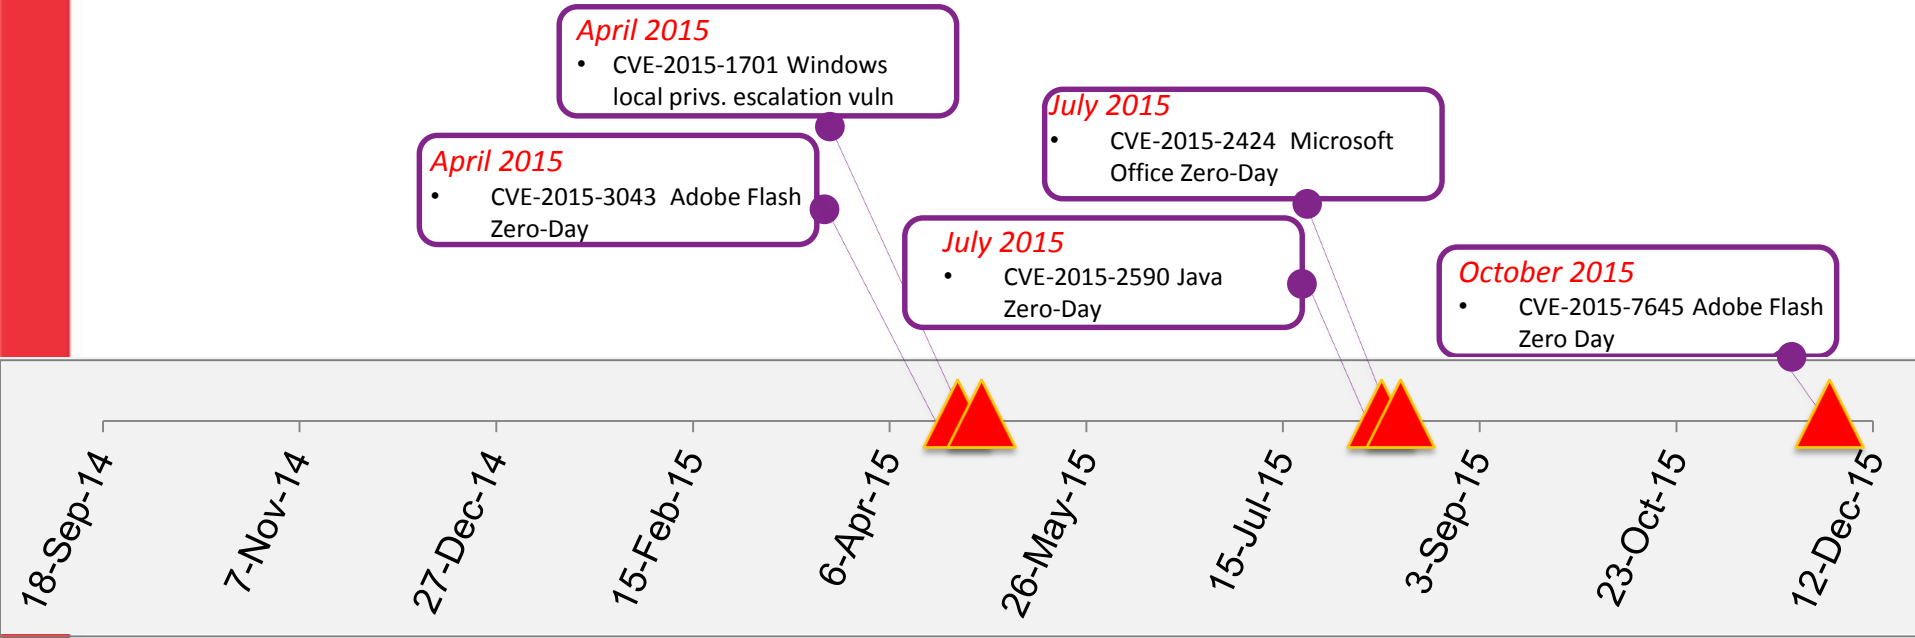 April 2015
• CVE-2015-1701 Windows
local privs. escalation vuln
April 2015
• CVE-2015-3043 Adobe Flash
Zero-Day
July 2015
• CVE-2015-2424 Microsoft
Office Zero-Day
July 2015
• CVE-2015-2590 Java
Zero-Day
October 2015
• CVE-2015-7645 Adobe Flash
Zero Day
18-Sep-14
7-Nov-14
27-Dec-14
15-Feb-15
6-Apr-15
26-May-15
15-Jul-15
3-Sep-15
23-Oct-15
12-Dec-15